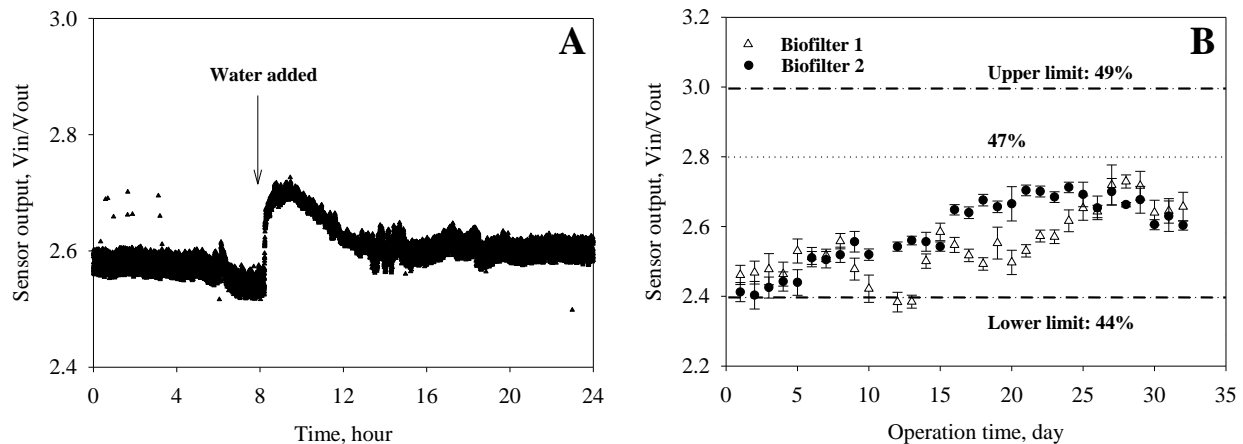 A
Sensor output, Vin/Vout
3.0
2.8
2.6
2.4
Water added
0
4
8
12
16
20
24
Time, hour
B
Sensor output, Vin/Vout
3.2
3.0
2.8
2.6
2.4
2.2
Biofilter 1
Biofilter 2
Upper limit: 49%
47%
Lower limit: 44%
0
5
10
15
20
25
30
35
Operation time, day